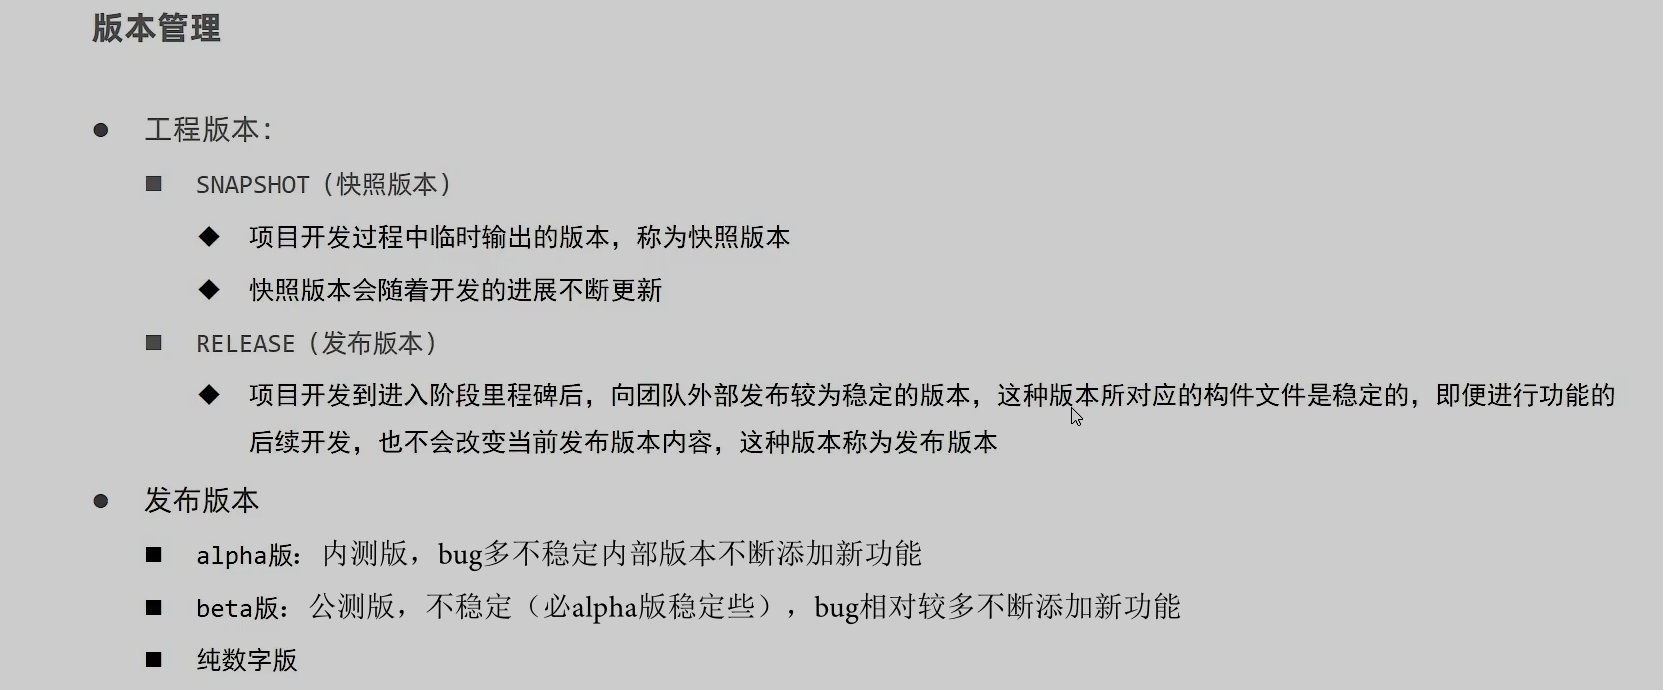 版本管理
工程版本：
SNAPSHOT（快照版本）
项目开发过程中临时输出的版本，称为快照版本
快照版本会随着开发的进展不断更新
RELEASE（发布版本）
项目开发到进入阶段里程碑后，向团队外部发布较为稳定的版本，这种版本所对应的构件文件是稳定的，即便进行功能的
后续开发，也不会改变当前发布版本内容，这种版本称为发布版本
发布版本
alpha版：内测版，bug多不稳定内部版本不断添加新功能
beta版：公测版，不稳定（必alpha版稳定些），bug相对较多不断添加新功能
纯数字版